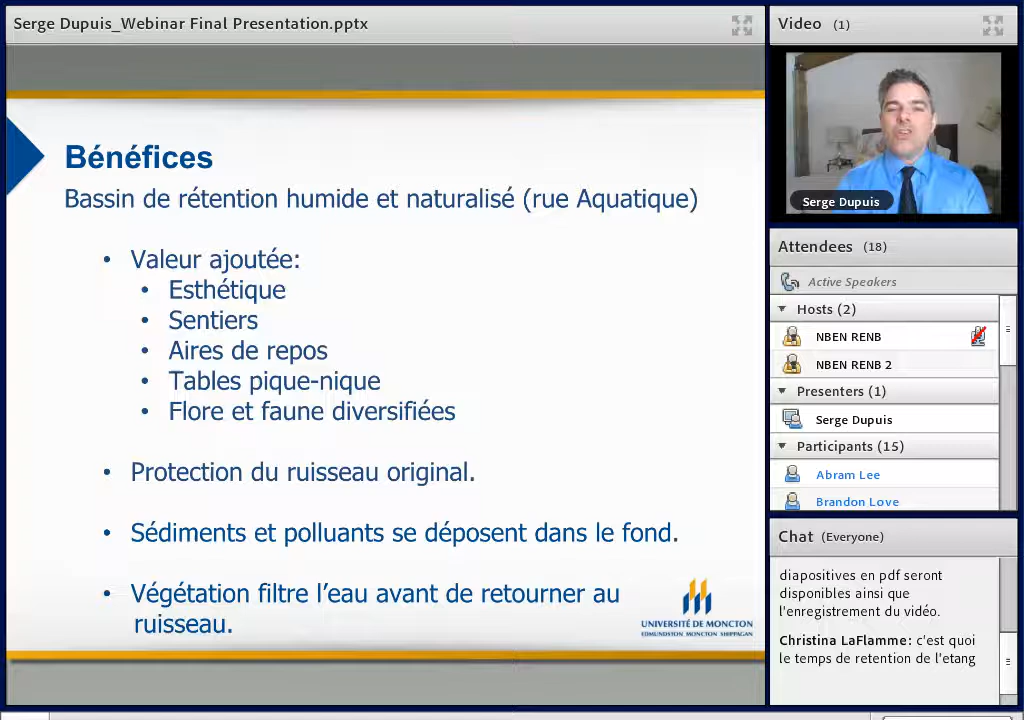 Serge Dupuis_Webinar Final Presentation.pptx
Bénéfices
Bassin de rétention humide et naturalisé (rue Aquatique)
• Valeur ajoutée:
• Esthétique
• Sentiers
• Aires de repos
• Tables pique-nique
• Flore et faune diversifiées
• Protection du ruisseau original.
• Sédiments et polluants se déposent dans le fond.
• Végétation filtre l’eau avant de retourner au
ruisseau.
UNIVERSITÉ DE MONCTON
EDMUNDSTON MONCTON SHIPPAGAN
Video (1)
Serge Dupuis
Attendees (18)
Active Speakers
Hosts (2)
NBEN RENB
NBEN RENB 2
Presenters (1)
Serge Dupuis
Participants (15)
Abram Lee
Brandon Love
Chat (Everyone)
diapositives en pdf seront
disponibles ainsi que
l'enregistrement du vidéo.
Christina LaFlamme: c'est quoi
le temps de retention de l'etang